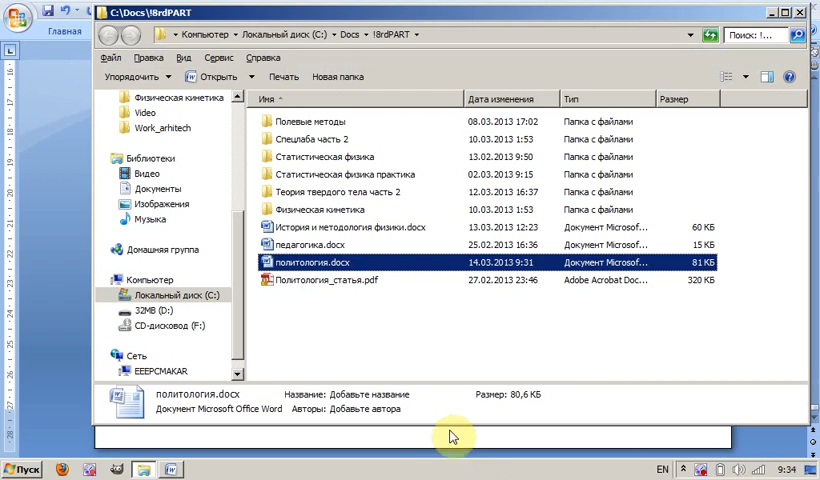 C:\Docs\!8rdPART
Компьютер Локальный диск (C:) Docs !8rdPART
Поиск: !...
Главная
Файл Правка Вид Сервис Справка
Упорядочить Открыть Печать Новая папка
Имя Дата изменения Тип Размер
Физическая кинетика
Video
Work_arhitech
Библиотеки
Видео
Документы
Изображения
Музыка
Домашняя группа
Компьютер
Локальный диск (C:)
32MB (D:)
CD-дисковод (F:)
Сеть
EEEPCMAKAR
Полевые методы 08.03.2013 17:02 Папка с файлами
Спецлаба часть 2 10.03.2013 1:53 Папка с файлами
Статистическая физика 13.02.2013 9:50 Папка с файлами
Статистическая физика практика 02.03.2013 9:15 Папка с файлами
Теория твердого тела часть 2 12.03.2013 16:37 Папка с файлами
Физическая кинетика 10.03.2013 1:53 Папка с файлами
История и методология физики.docx 13.03.2013 12:23 Документ Microsof... 60 КБ
педагогика.docx 25.02.2013 16:36 Документ Microsof... 15 КБ
политология.docx 14.03.2013 9:31 Документ Microsof... 81 КБ
Политология_статья.pdf 27.02.2013 23:46 Adobe Acrobat Doc... 320 КБ
политология.docx Название: Добавьте название Размер: 80,6 КБ
Документ Microsoft Office Word Авторы: Добавьте автора
Пуск EN 9:34